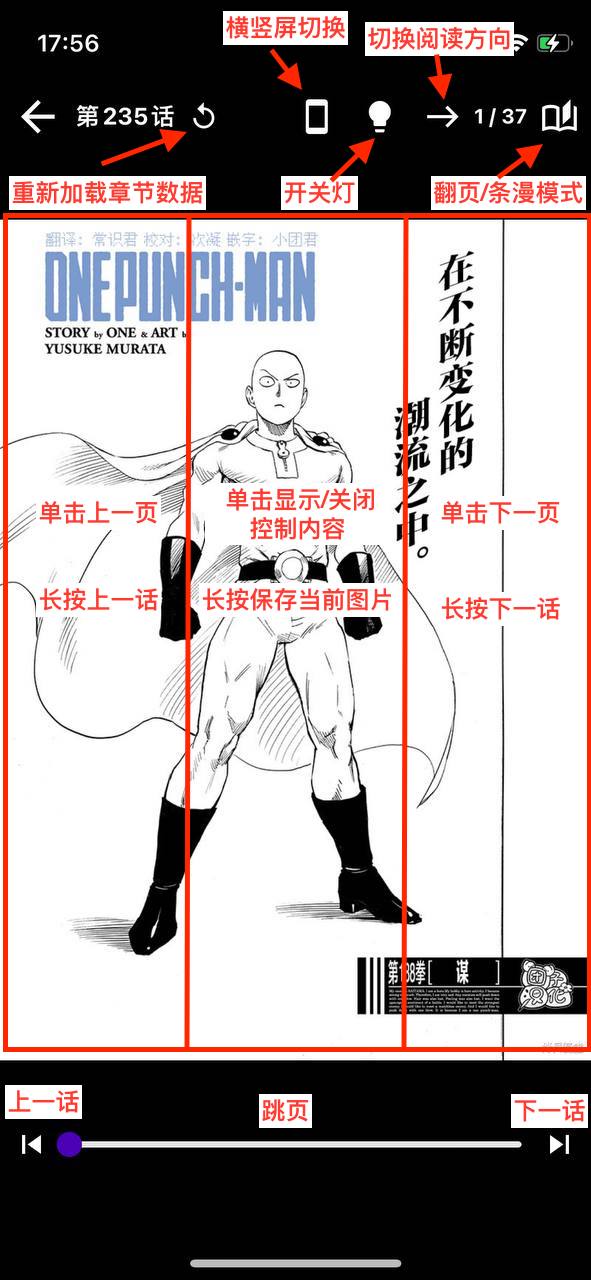 横竖屏切换
切换阅读方向
17:56
第235话
1 / 37
重新加载章节数据
开关灯
翻页/条漫模式
翻译：常识君 校对：欢凝 嵌字：小团君
ONE PUNCH-MAN
STORY by ONE & ART b
YUSUKE MURATA
在不断变化的
潮流之中。
单击上一页
单击显示/关闭
控制内容
单击下一页
长按上一话
长按保存当前图片
长按下一话
第188拳[ 谋 ]
上一话
跳页
下一话